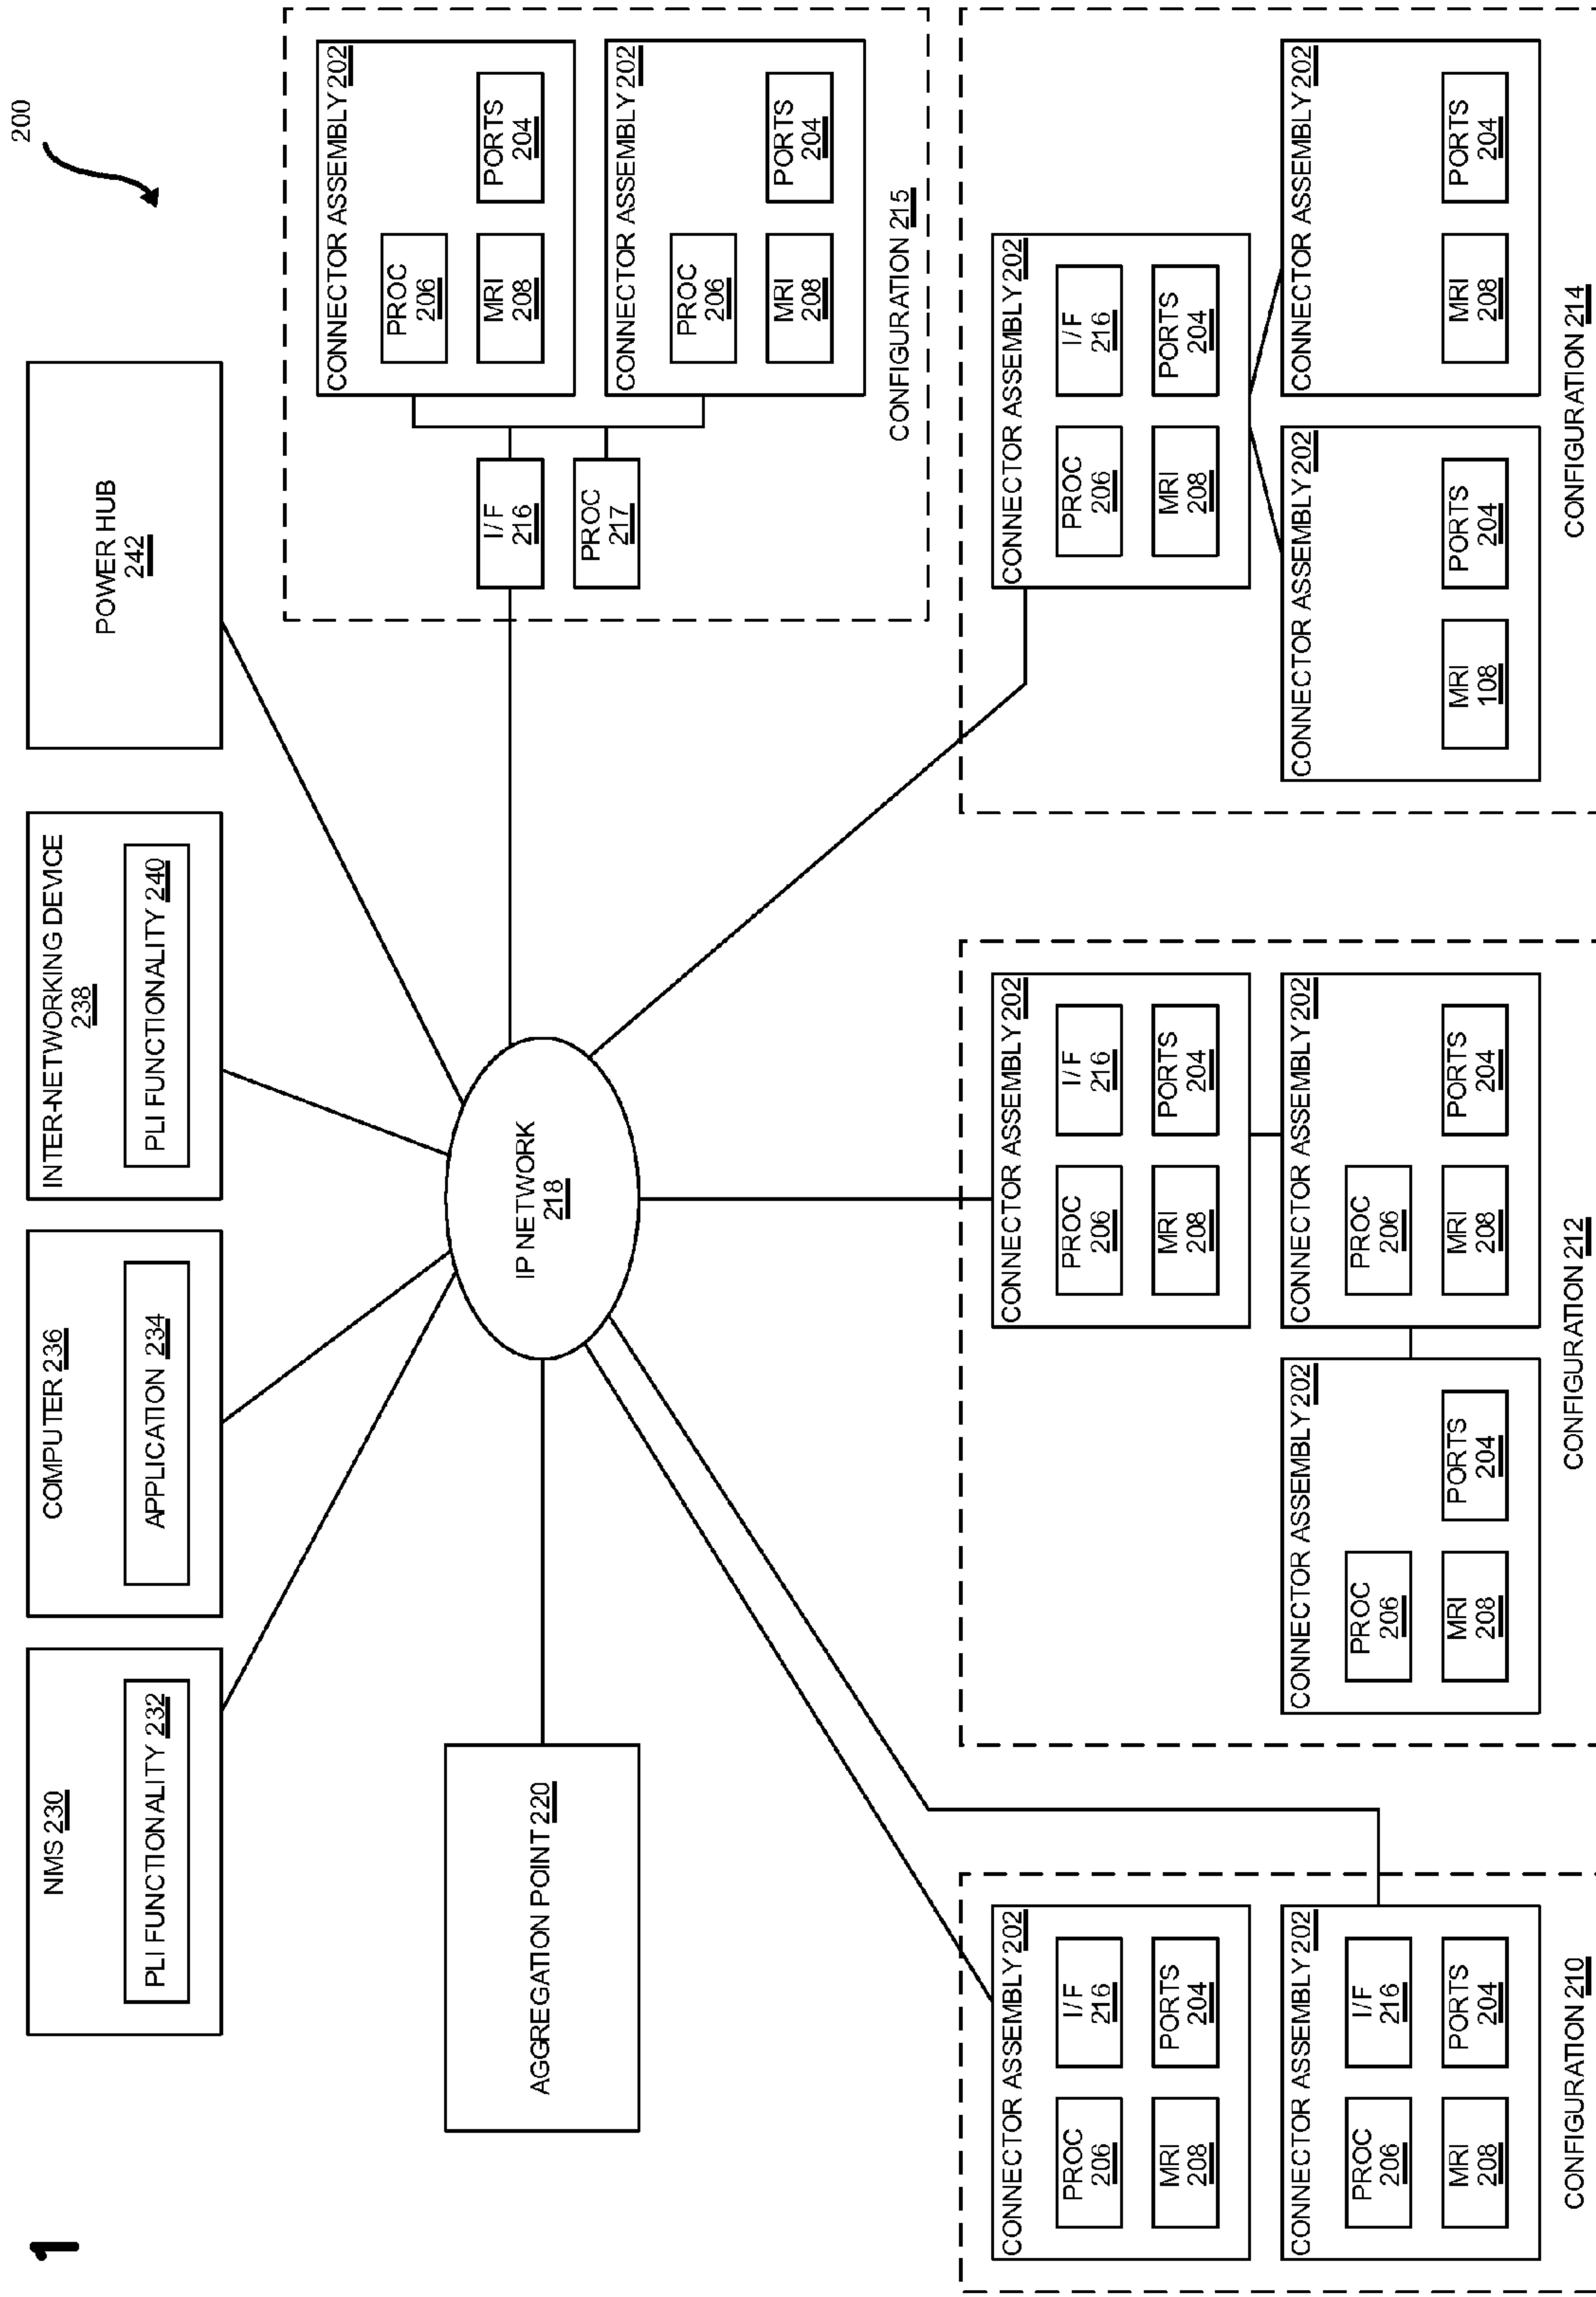 1
200
NMS 230
PLI FUNCTIONALITY 232
COMPUTER 236
APPLICATION 234
INTER-NETWORKING DEVICE
238
PLI FUNCTIONALITY 240
POWER HUB
242
AGGREGATION POINT 220
IP NETWORK
218
I/F
216
PROC
217
CONNECTOR ASSEMBLY 202
PROC
206
MRI
208
PORTS
204
CONNECTOR ASSEMBLY 202
PROC
206
MRI
208
PORTS
204
CONFIGURATION 215
CONNECTOR ASSEMBLY 202
PROC
206
I/F
216
MRI
208
PORTS
204
CONNECTOR ASSEMBLY 202
PROC
206
I/F
216
MRI
208
PORTS
204
CONFIGURATION 210
CONNECTOR ASSEMBLY 202
PROC
206
I/F
216
MRI
208
PORTS
204
CONNECTOR ASSEMBLY 202
PROC
206
MRI
208
PORTS
204
CONNECTOR ASSEMBLY 202
PROC
206
MRI
208
PORTS
204
CONFIGURATION 212
CONNECTOR ASSEMBLY 202
PROC
206
I/F
216
MRI
208
PORTS
204
CONNECTOR ASSEMBLY 202
MRI
108
PORTS
204
CONNECTOR ASSEMBLY 202
MRI
208
PORTS
204
CONFIGURATION 214